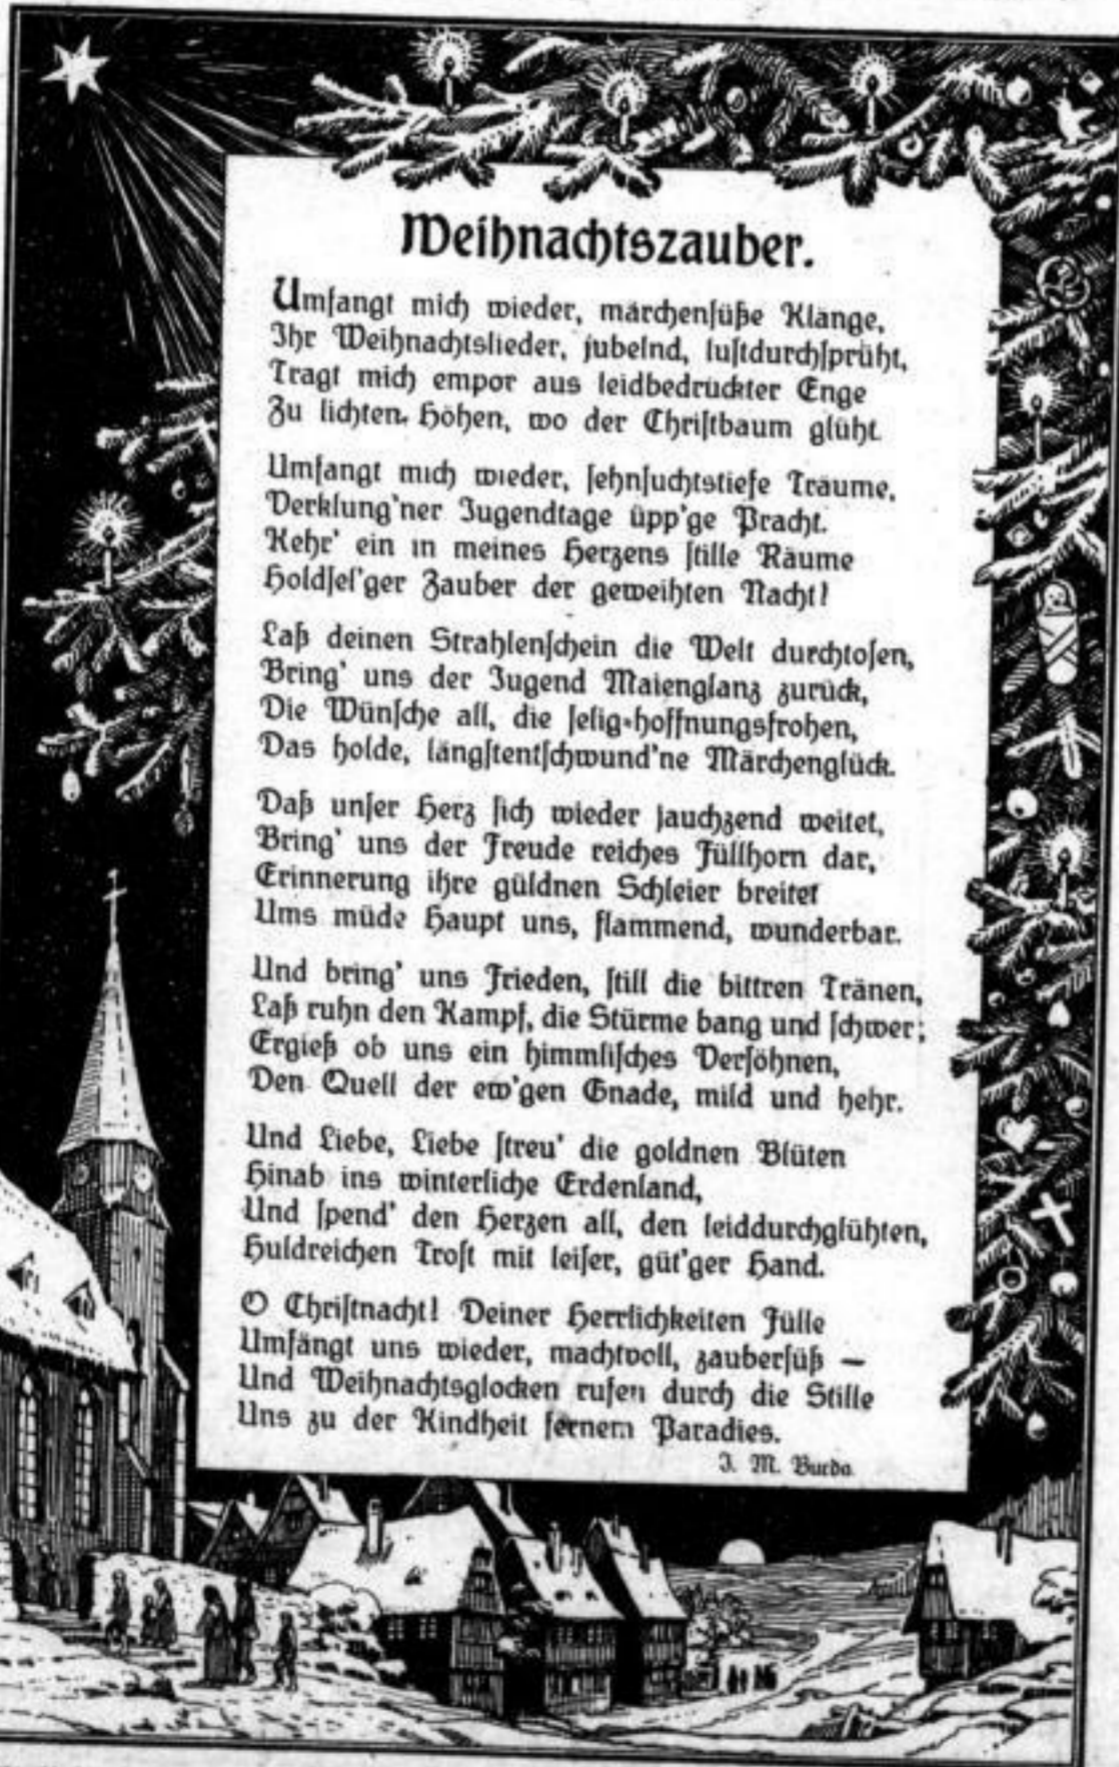 Weihnachtszauber.
Umfangt mich wieder, märchensüße Klänge,
Ihr Weihnachtslieder, jubelnd, lustdurchsprüht,
Tragt mich empor aus leidbedrückter Enge
Zu lichten Höhen, wo der Christbaum glüht.
Umfangt mich wieder, sehnsuchtstiefe Träume,
Verklung'ner Jugendtage üpp'ge Pracht.
Kehr' ein in meines Herzens stille Räume
Holdsel'ger Zauber der geweihten Nacht!
Laß deinen Strahlenschein die Welt durchtosen,
Bring' uns der Jugend Maienglanz zurück,
Die Wünsche all, die selig-hoffnungsfrohen,
Das holde, längstentschwund'ne Märchenglück.
Daß unser Herz sich wieder jauchzend weitet,
Bring' uns der Freude reiches Füllhorn dar,
Erinnerung ihre güldnen Schleier breitet
Ums müde Haupt uns, flammend, wunderbar.
Und bring' uns Frieden, still die bittren Tränen,
Laß ruhn den Kampf, die Stürme bang und schwer;
Ergieß ob uns ein himmlisches Versöhnen,
Den Quell der ew'gen Gnade, mild und hehr.
Und Liebe, Liebe streu' die goldnen Blüten
Hinab ins winterliche Erdenland,
Und spend' den Herzen all, den leiddurchglühten,
Huldreichen Trost mit leiser, güt'ger Hand.
O Christnacht! Deiner Herrlichkeiten Fülle
Umfängt uns wieder, machtvoll, zaubersüß —
Und Weihnachtsglocken rufen durch die Stille
Uns zu der Kindheit fernem Paradies.
J. M. Burda.